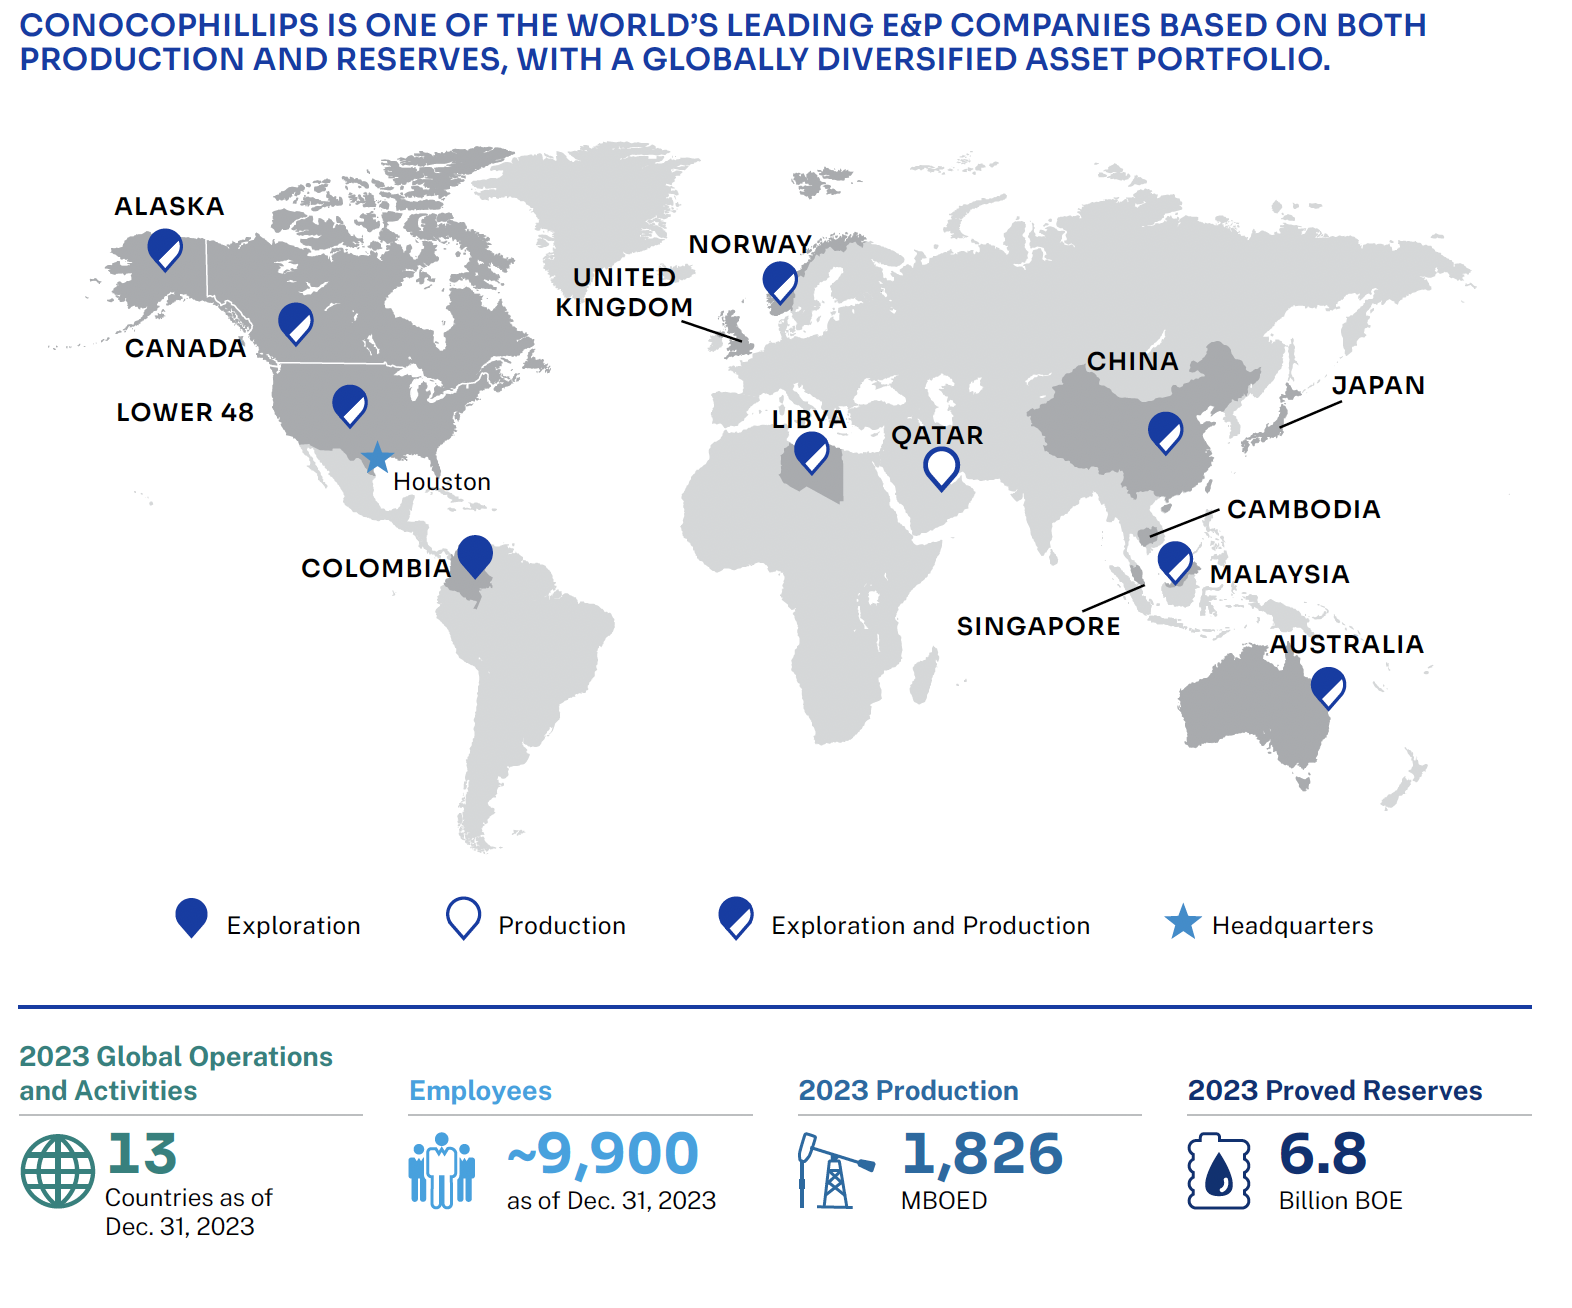 CONOCOPHILLIPS IS ONE OF THE WORLD’S LEADING E&P COMPANIES BASED ON BOTH
PRODUCTION AND RESERVES, WITH A GLOBALLY DIVERSIFIED ASSET PORTFOLIO.
ALASKA
NORWAY
UNITED
KINGDOM
CANADA
CHINA
JAPAN
LOWER 48
LIBYA
QATAR
Houston
CAMBODIA
COLOMBIA
MALAYSIA
SINGAPORE
AUSTRALIA
Exploration
Production
Exploration and Production
Headquarters
2023 Global Operations
and Activities
13
Countries as of
Dec. 31, 2023
Employees
~9,900
as of Dec. 31, 2023
2023 Production
1,826
MBOED
2023 Proved Reserves
6.8
Billion BOE